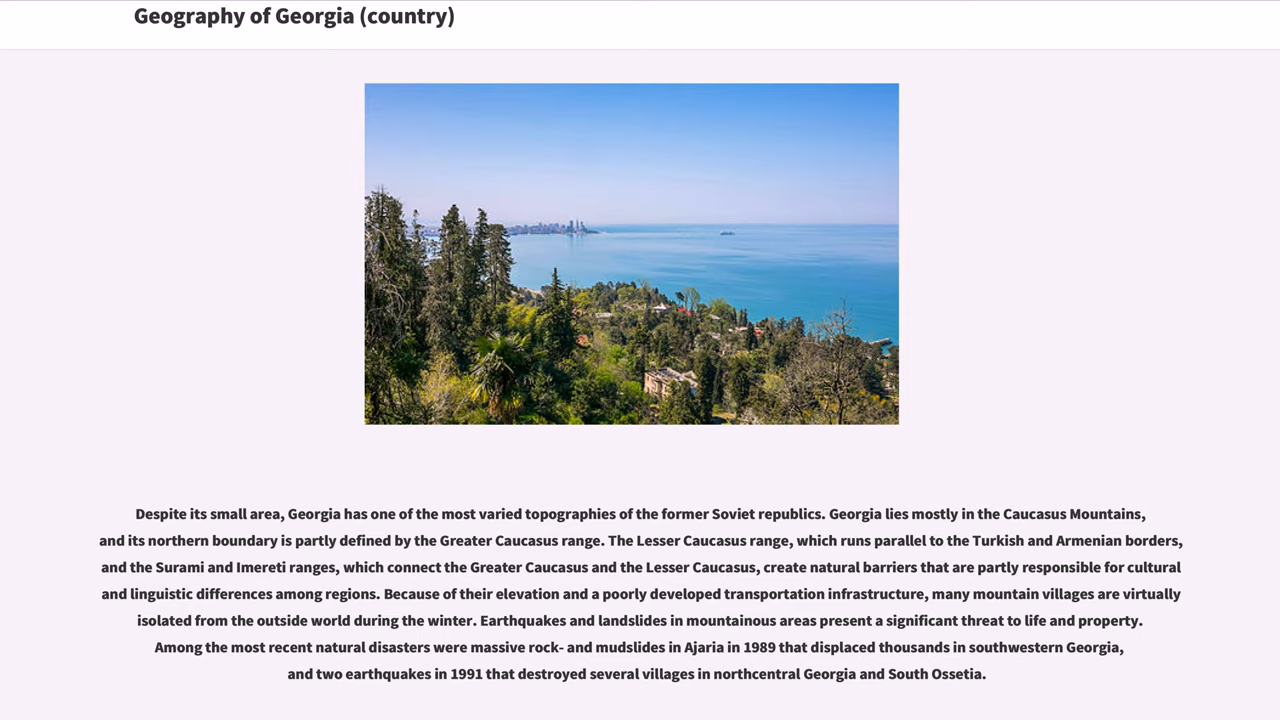 Geography of Georgia (country)
Despite its small area, Georgia has one of the most varied topographies of the former Soviet republics. Georgia lies mostly in the Caucasus Mountains,
and its northern boundary is partly defined by the Greater Caucasus range. The Lesser Caucasus range, which runs parallel to the Turkish and Armenian borders,
and the Surami and Imereti ranges, which connect the Greater Caucasus and the Lesser Caucasus, create natural barriers that are partly responsible for cultural
and linguistic differences among regions. Because of their elevation and a poorly developed transportation infrastructure, many mountain villages are virtually
isolated from the outside world during the winter. Earthquakes and landslides in mountainous areas present a significant threat to life and property.
Among the most recent natural disasters were massive rock- and mudslides in Ajaria in 1989 that displaced thousands in southwestern Georgia,
and two earthquakes in 1991 that destroyed several villages in northcentral Georgia and South Ossetia.